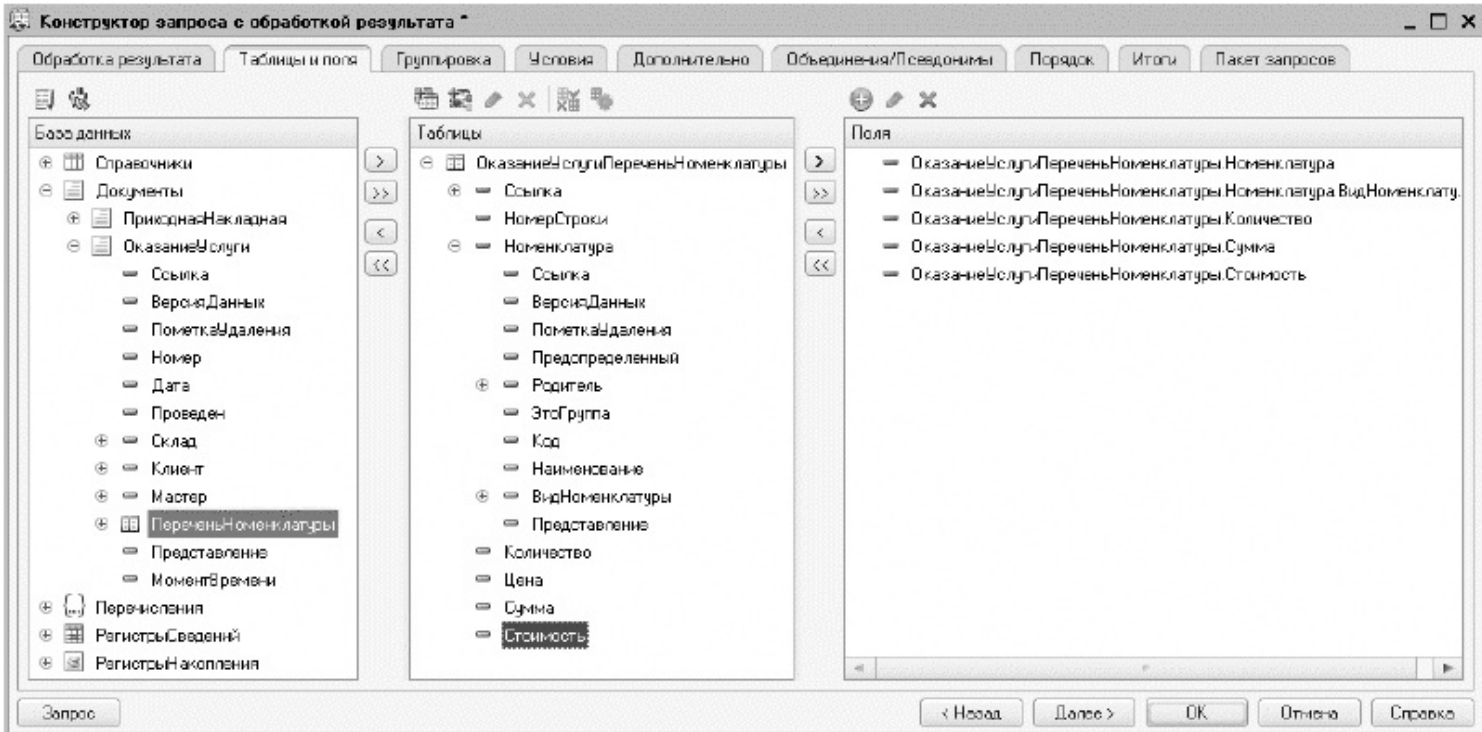 Конструктор запроса с обработкой результата *
Обработка результата
Таблицы и поля
Группировка
Условия
Дополнительно
Объединения/Псевдонимы
Порядок
Итоги
Пакет запросов
База данных
Справочники
Документы
ПриходнаяНакладная
ОказаниеУслуги
Ссылка
ВерсияДанных
ПометкаУдаления
Номер
Дата
Проведен
Склад
Клиент
Мастер
ПереченьНоменклатуры
Представление
МоментВремени
Перечисления
РегистрыСведений
РегистрыНакопления
>
>>
<
<<
Таблицы
ОказаниеУслугиПереченьНоменклатуры
Ссылка
НомерСтроки
Номенклатура
Ссылка
ВерсияДанных
ПометкаУдаления
Предопределенный
Родитель
ЭтоГруппа
Код
Наименование
ВидНоменклатуры
Представление
Количество
Цена
Сумма
Стоимость
>
>>
<
<<
Поля
ОказаниеУслугиПереченьНоменклатуры.Номенклатура
ОказаниеУслугиПереченьНоменклатуры.Номенклатура.ВидНоменклату.
ОказаниеУслугиПереченьНоменклатуры.Количество
ОказаниеУслугиПереченьНоменклатуры.Сумма
ОказаниеУслугиПереченьНоменклатуры.Стоимость
Запрос
< Назад
Далее >
OK
Отмена
Справка